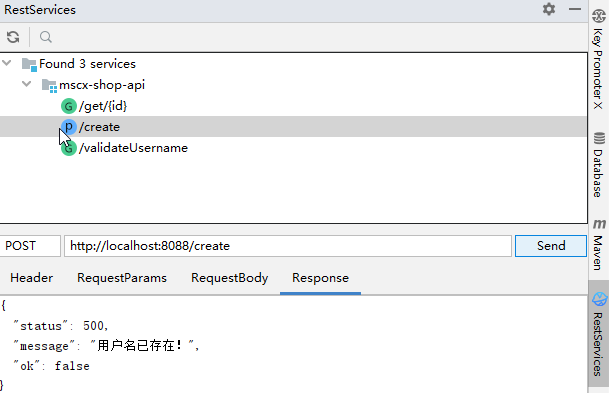 RestServices
Found 3 services
mscx-shop-api
G /get/{id}
P /create
G /validateUsername
POST http://localhost:8088/create Send
Header RequestParams RequestBody Response
{
"status": 500,
"message": "用户名已存在！",
"ok": false
}
Key Promoter X
Database
m Maven
RestServices